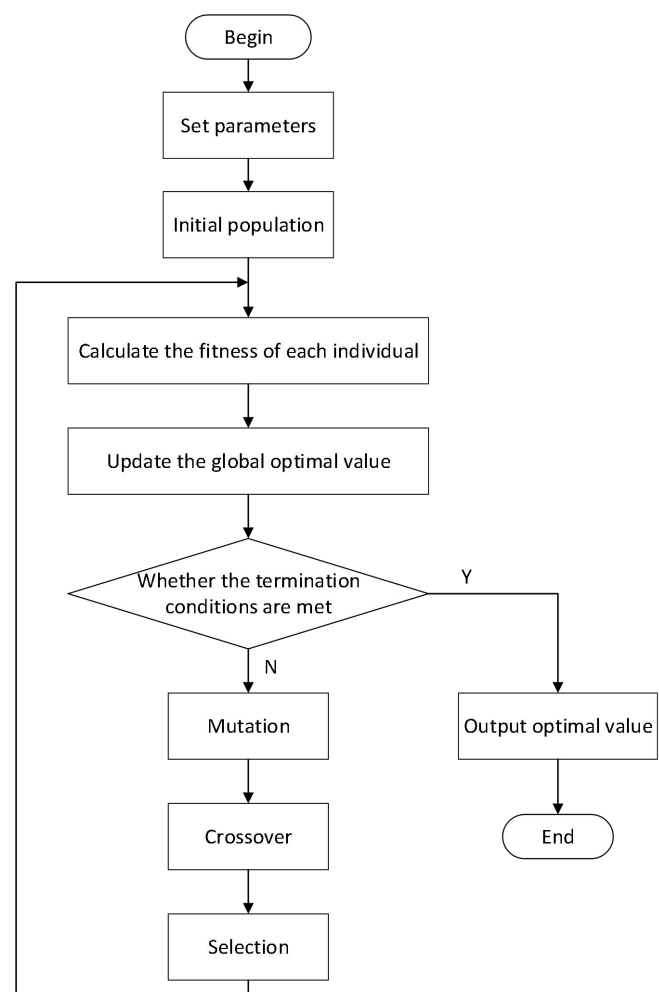 Begin
Set parameters
Initial population
Calculate the fitness of each individual
Update the global optimal value
Whether the termination
conditions are met
Y
N
Mutation
Output optimal value
Crossover
End
Selection